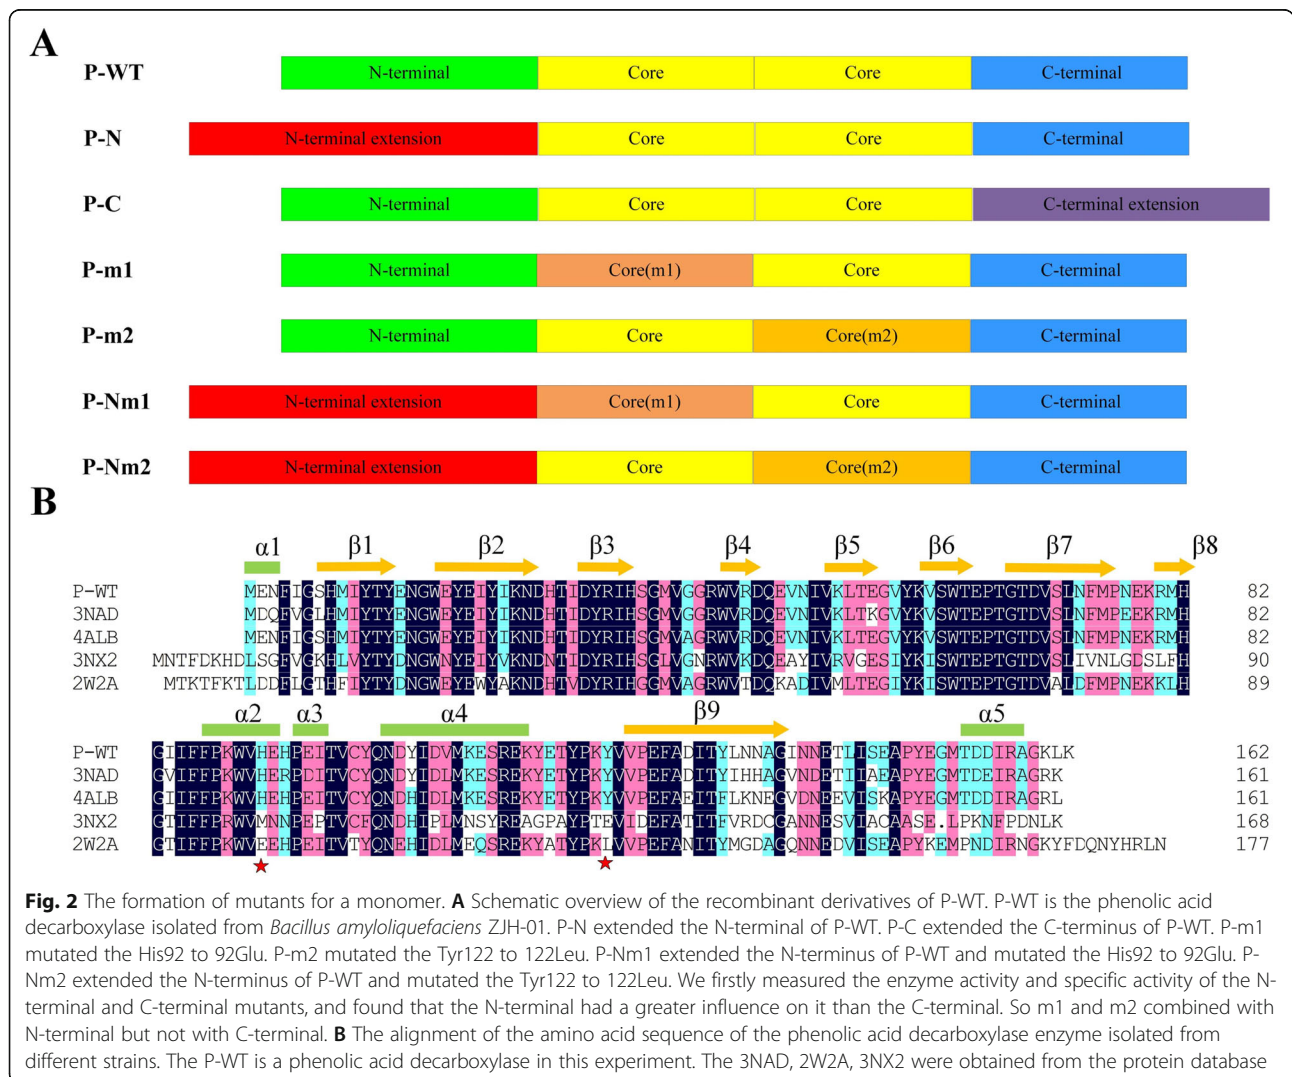 A
P-WT N-terminal Core Core C-terminal
P-N N-terminal extension Core Core C-terminal
P-C N-terminal Core Core C-terminal extension
P-m1 N-terminal Core(m1) Core C-terminal
P-m2 N-terminal Core Core(m2) C-terminal
P-Nm1 N-terminal extension Core(m1) Core C-terminal
P-Nm2 N-terminal extension Core Core(m2) C-terminal
B
α1 β1 β2 β3 β4 β5 β6 β7 β8
P-WT MENFIGSHMIYTYENGWEYEIYIKNDHTIDYRIHSGMVGGRWVRDQEVNIVKLTEGVYKVSWTEPTGTDVSLNFMPNEKRMH 82
3NAD MDQFIGLHMIYTYENGWEYEIYIKNDHTIDYRIHSGMVGGRWVRDQEVNIVKLTKGVYKVSWTEPTGTDVSLNFMPEEKRMH 82
4ALB MENFIGSHMIYTYENGWEYEIYIKNDHTIDYRIHSGMVAGRWVRDQEVNIVKLTEGVYKVSWTEPTGTDVSLNFMPNEKRMH 82
3NX2 MNTFDKHDLSGFVGKHLVYTYDNGWNYEIYVKNDNTIDYRIHSGLVGNRWVKDQEAYIVRVGESIYKISWTEPTGTDVSLIVNLGDSLFH 90
2W2A MTKTFKTLDDFLGTHFIYTYDNGWEYEWYAKNDHTVDYRIHGGMVAGRWVTDQKADIVMLTEGIYKISWTEPTGTDVALDFMPNEKKLH 89
α2 α3 α4 β9 α5
P-WT GIIFFPKWVHEHPEITVCYQNDYIDVMKESREKYETYPKYVVPEFADITYLNNAGINNETLISEAPYEGMTDDIRAGKLK 162
3NAD GVIFFPKWVHERPDITVCYQNDYIDLMKESREKYETYPKYVVPEFADITYIHHAGVNDETIIAEAPYEGMTDEIRAGRK 161
4ALB GIIFFPKWVHEHPEITVCYQNDHIDLMKESREKYETYPKYVVPEFAEITFLKNEGVDNEEVISKAPYEGMTDDIRAGRL 161
3NX2 GTIFFPRWVMNNPEPTVCFQNDHIPLMNSYREAGPAYPTEVIDEFATITFVRDCGANNESVIACAASE.LPKNFPDNLK 168
2W2A GTIFFPKWVEEHPEITVTYQNEHIDLMEQSREKYATYPKLVVPEFANITYMGDAGQNNEDVISEAPYKEMPNDIRNGKYFDQNYHRLN 177
Fig. 2 The formation of mutants for a monomer. A Schematic overview of the recombinant derivatives of P-WT. P-WT is the phenolic acid
decarboxylase isolated from Bacillus amyloliquefaciens ZJH-01. P-N extended the N-terminal of P-WT. P-C extended the C-terminus of P-WT. P-m1
mutated the His92 to 92Glu. P-m2 mutated the Tyr122 to 122Leu. P-Nm1 extended the N-terminus of P-WT and mutated the His92 to 92Glu. P-
Nm2 extended the N-terminus of P-WT and mutated the Tyr122 to 122Leu. We firstly measured the enzyme activity and specific activity of the N-
terminal and C-terminal mutants, and found that the N-terminal had a greater influence on it than the C-terminal. So m1 and m2 combined with
N-terminal but not with C-terminal. B The alignment of the amino acid sequence of the phenolic acid decarboxylase enzyme isolated from
different strains. The P-WT is a phenolic acid decarboxylase in this experiment. The 3NAD, 2W2A, 3NX2 were obtained from the protein database